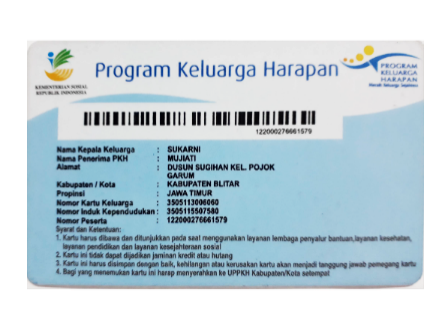 KEMENTERIAN SOSIAL
REPUBLIK INDONESIA
Program Keluarga Harapan
PROGRAM
KELUARGA
HARAPAN
122000276661579
Nama Kepala Keluarga : SUKARNI
Nama Penerima PKH : MUJIATI
Alamat : DUSUN SUGIHAN KEL. POJOK
GARUM
Kabupaten / Kota : KABUPATEN BLITAR
Propinsi : JAWA TIMUR
Nomor Kartu Keluarga : 3505113006060
Nomor Induk Kependudukan : 3505115507580
Nomor Peserta : 122000276661579
Syarat dan Ketentuan:
1. Kartu harus dibawa dan ditunjukkan pada saat menggunakan layanan lembaga penyalur bantuan, layanan kesehatan,
layanan pendidikan dan layanan kesejahteraan sosial
2. Kartu ini tidak dapat dijadikan jaminan kredit atau hutang
3. Kartu ini harus disimpan dengan baik, kehilangan atau kerusakan kartu akan menjadi tanggung jawab pemegang kartu
4. Bagi yang menemukan kartu ini harap menyerahkan ke UPPKH Kabupaten/Kota setempat